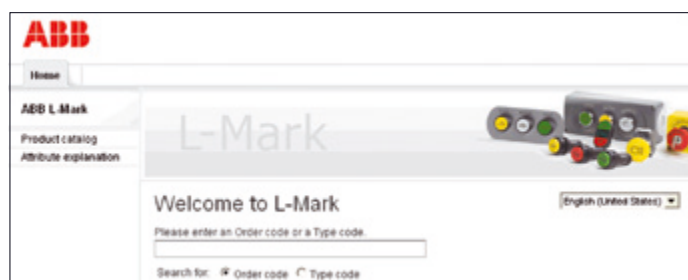 ABB
Home
ABB L-Mark
Product catalog
Attribute explanation
L-Mark
Welcome to L-Mark
English (United States)
Please enter an Order code or a Type code.
Search for: Order code Type code